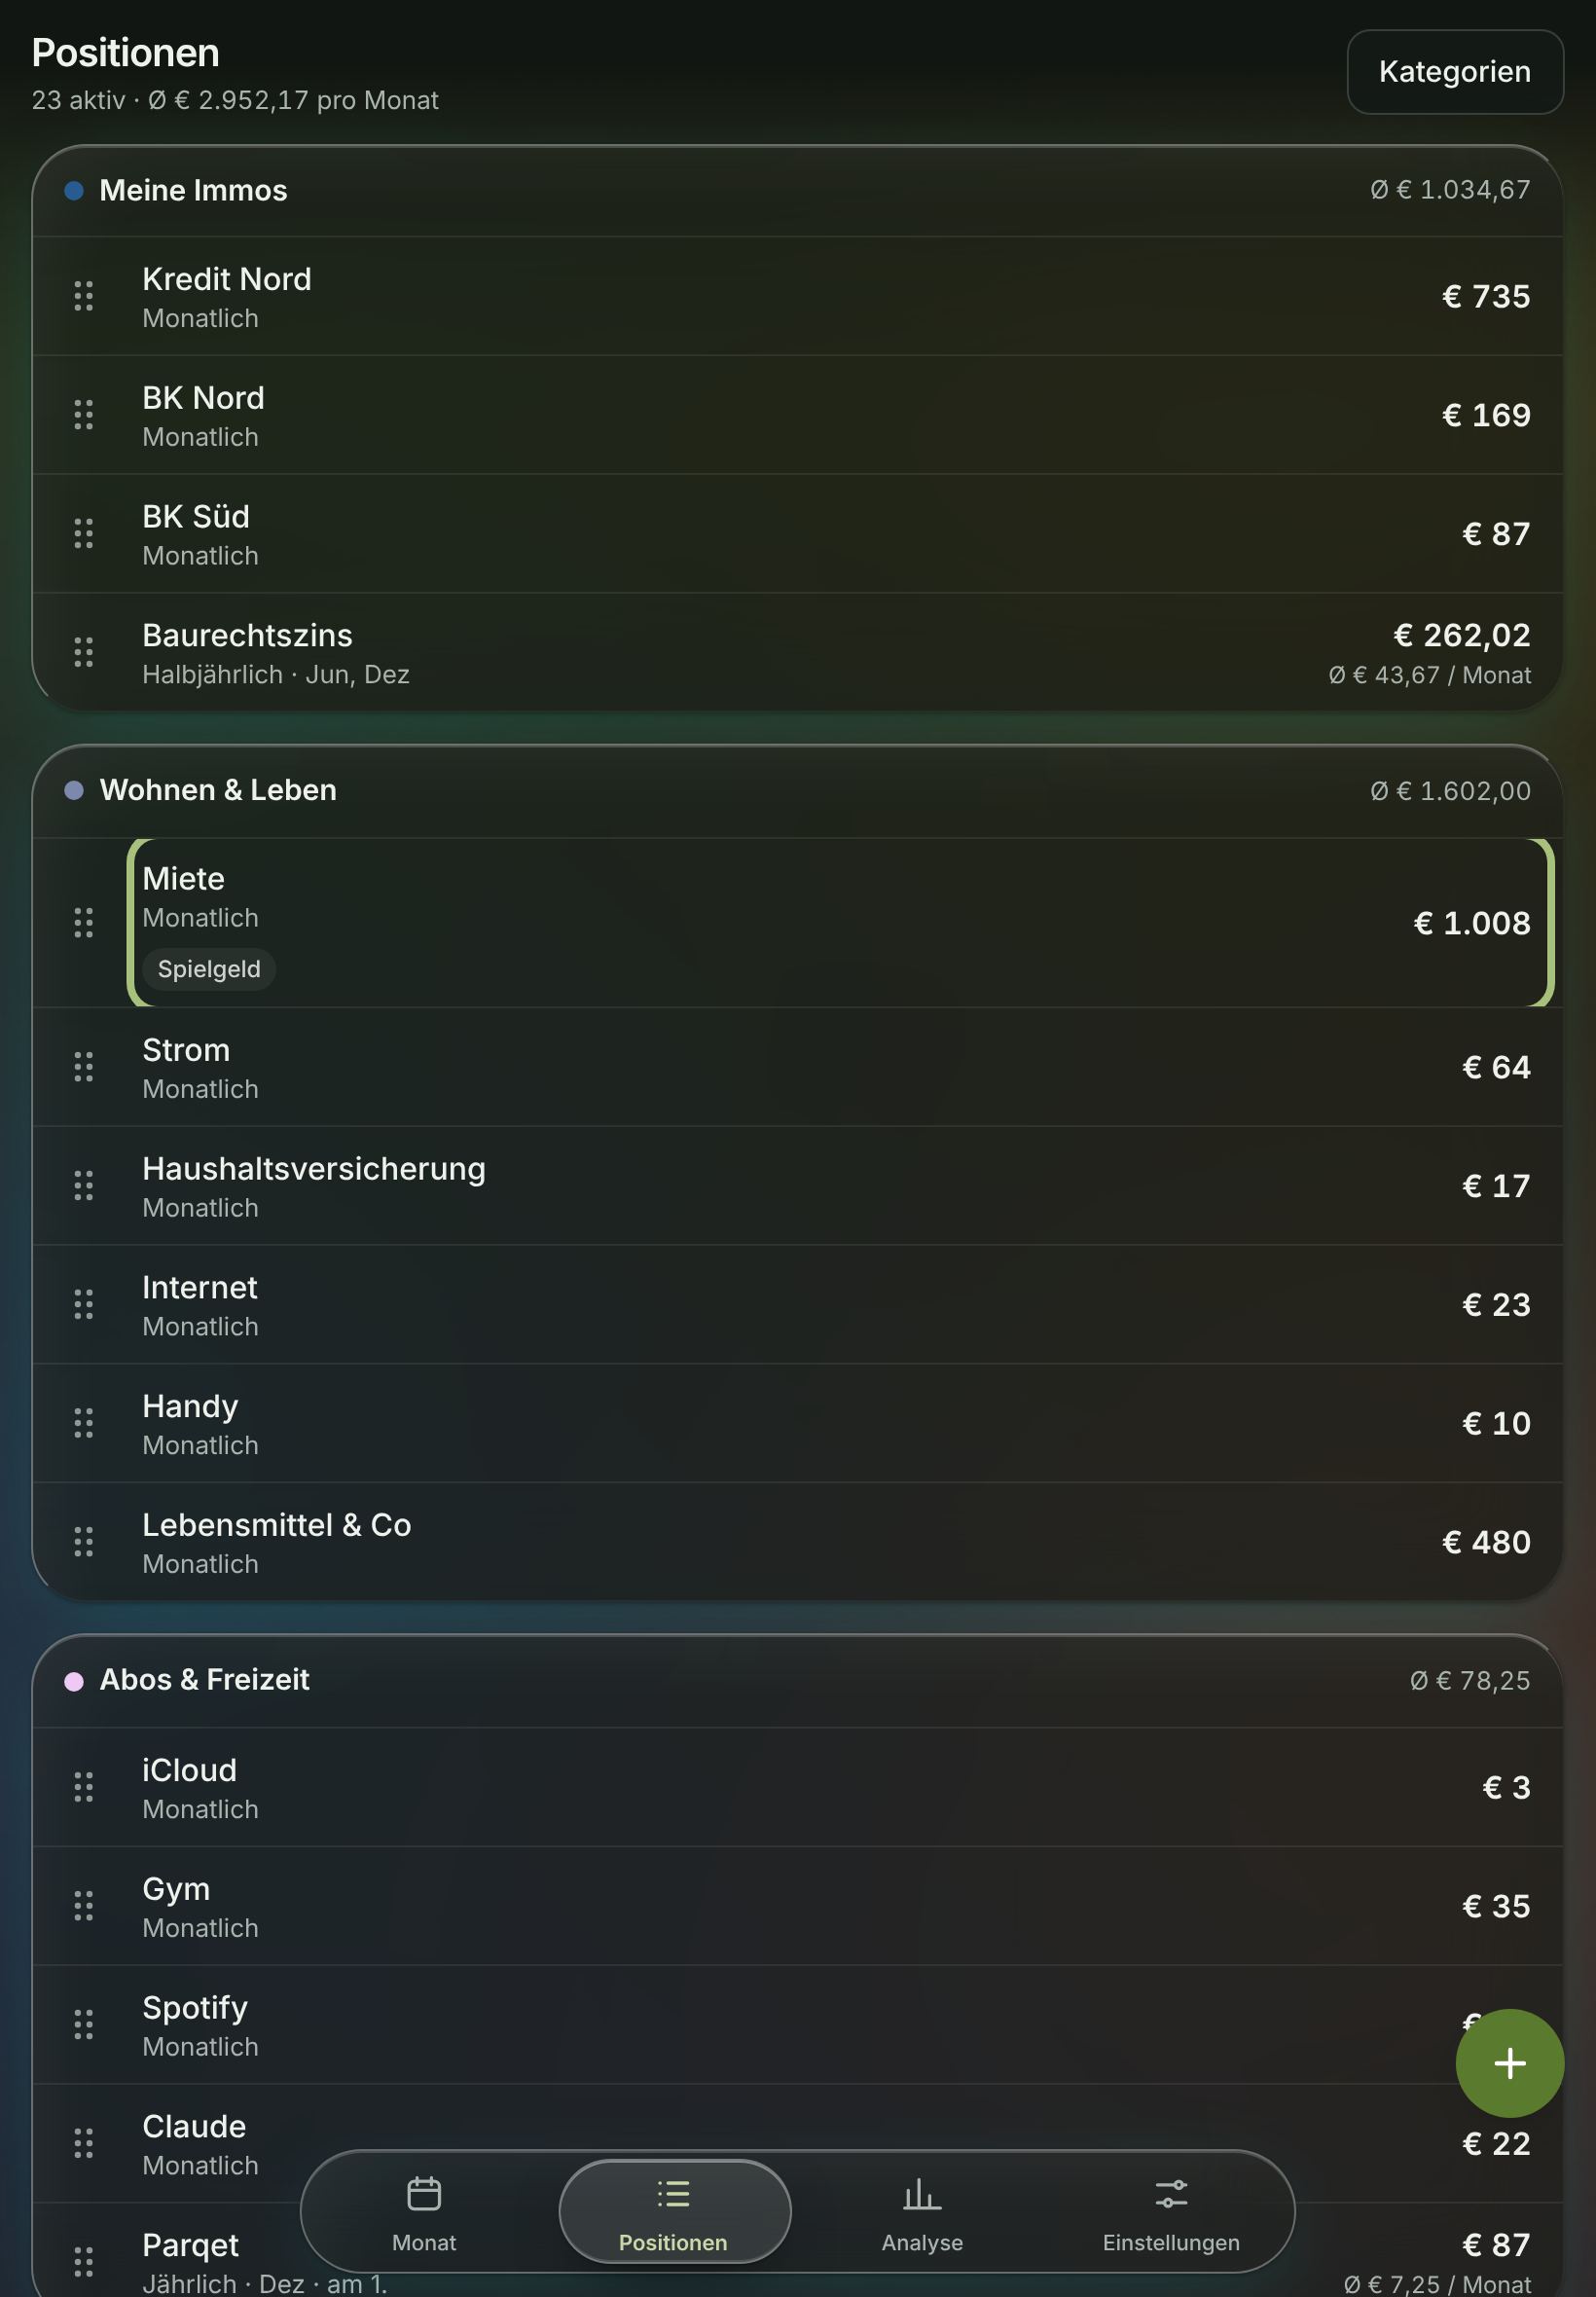 Positionen
23 aktiv · Ø € 2.952,17 pro Monat
Kategorien
Meine Immos
Ø € 1.034,67
Kredit Nord
Monatlich
€ 735
BK Nord
Monatlich
€ 169
BK Süd
Monatlich
€ 87
Baurechtszins
Halbjährlich · Jun, Dez
€ 262,02
Ø € 43,67 / Monat
Wohnen & Leben
Ø € 1.602,00
Miete
Monatlich
Spielgeld
€ 1.008
Strom
Monatlich
€ 64
Haushaltsversicherung
Monatlich
€ 17
Internet
Monatlich
€ 23
Handy
Monatlich
€ 10
Lebensmittel & Co
Monatlich
€ 480
Abos & Freizeit
Ø € 78,25
iCloud
Monatlich
€ 3
Gym
Monatlich
€ 35
Spotify
Monatlich
Claude
Monatlich
€ 22
Parqet
Jährlich · Dez · am 1.
€ 87
Ø € 7,25 / Monat
Monat
Positionen
Analyse
Einstellungen